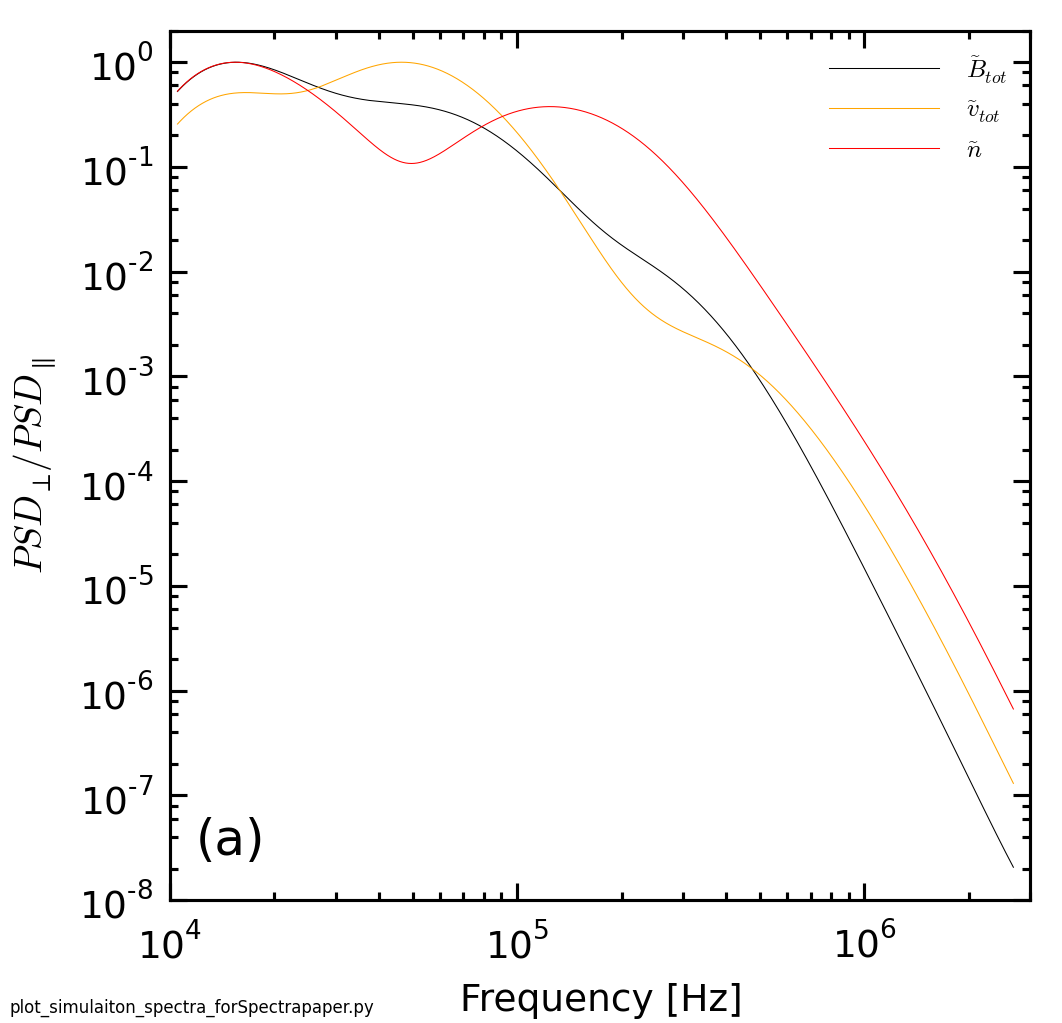 10^0
10^-1
10^-2
10^-3
10^-4
10^-5
10^-6
10^-7
10^-8
PSD_⊥/PSD_∥
B̃_tot
ṽ_tot
ñ
(a)
10^4 10^5 10^6
Frequency [Hz]
plot_simulaiton_spectra_forSpectrapaper.py